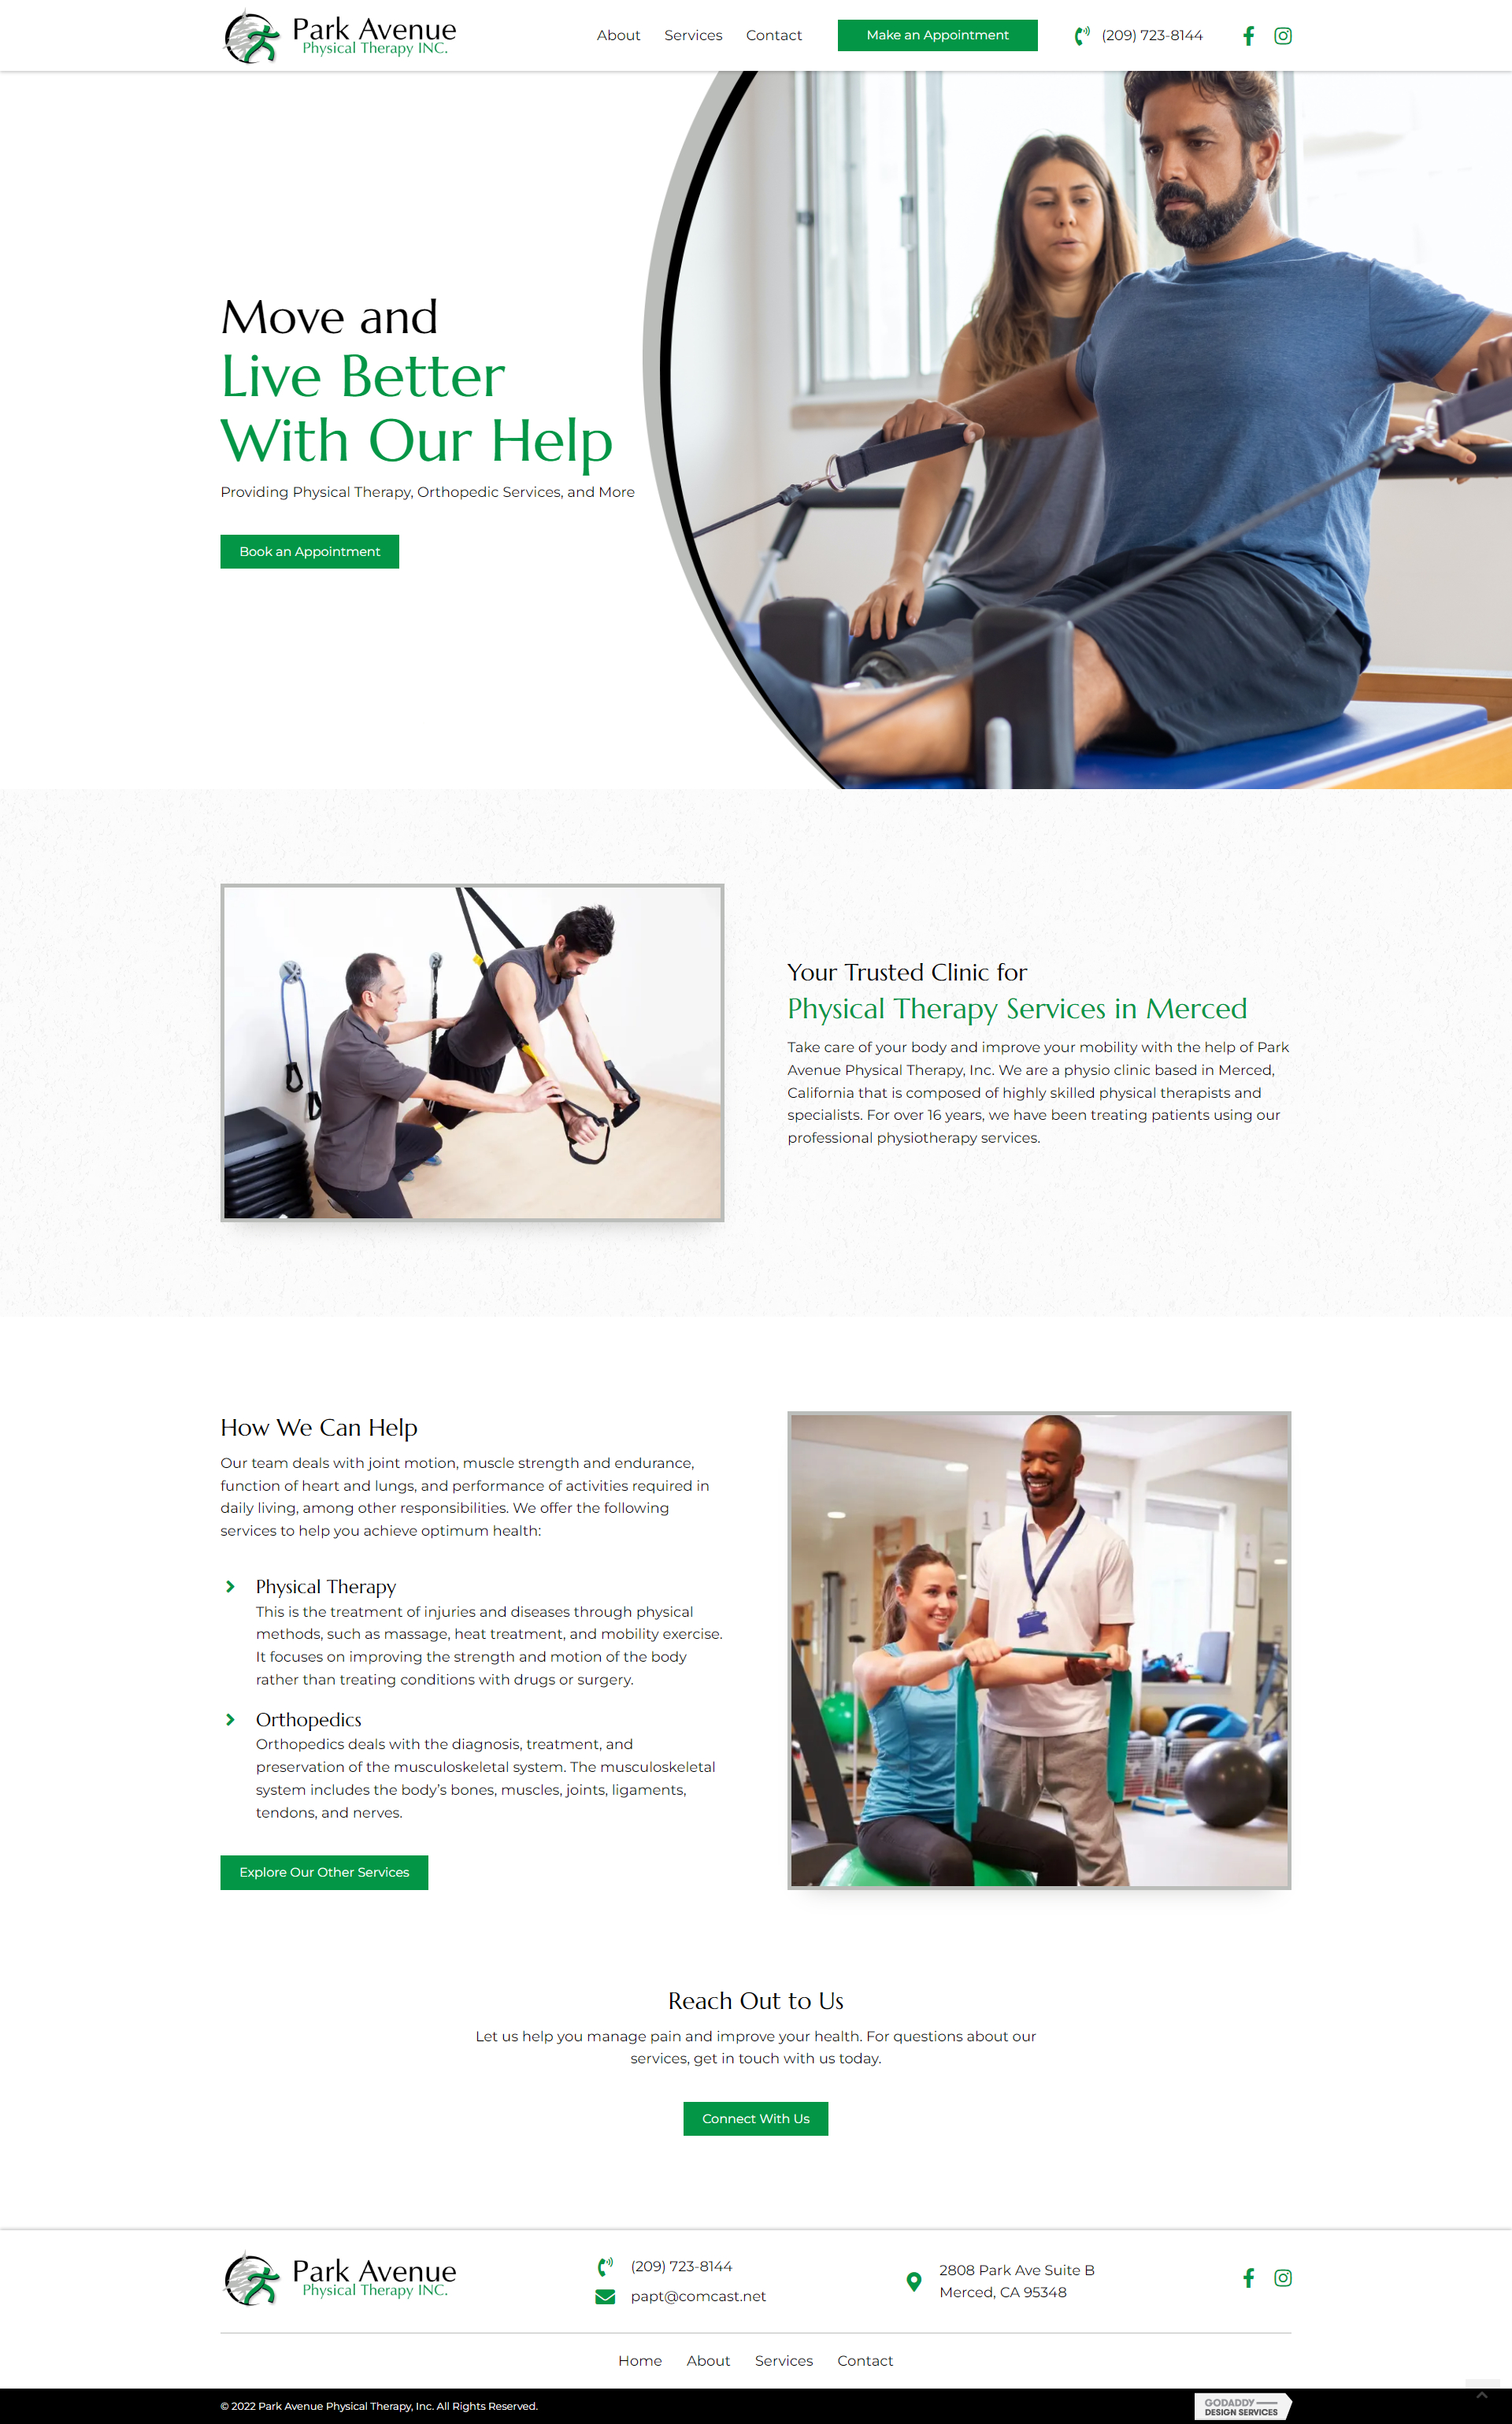 Park Avenue
Physical Therapy INC.
About
Services
Contact
Make an Appointment
(209) 723-8144
Move and
Live Better
With Our Help
Providing Physical Therapy, Orthopedic Services, and More
Book an Appointment
Your Trusted Clinic for
Physical Therapy Services in Merced
Take care of your body and improve your mobility with the help of Park
Avenue Physical Therapy, Inc. We are a physio clinic based in Merced,
California that is composed of highly skilled physical therapists and
specialists. For over 16 years, we have been treating patients using our
professional physiotherapy services.
How We Can Help
Our team deals with joint motion, muscle strength and endurance,
function of heart and lungs, and performance of activities required in
daily living, among other responsibilities. We offer the following
services to help you achieve optimum health:
Physical Therapy
This is the treatment of injuries and diseases through physical
methods, such as massage, heat treatment, and mobility exercise.
It focuses on improving the strength and motion of the body
rather than treating conditions with drugs or surgery.
Orthopedics
Orthopedics deals with the diagnosis, treatment, and
preservation of the musculoskeletal system. The musculoskeletal
system includes the body's bones, muscles, joints, ligaments,
tendons, and nerves.
Explore Our Other Services
Reach Out to Us
Let us help you manage pain and improve your health. For questions about our
services, get in touch with us today.
Connect With Us
Park Avenue
Physical Therapy INC.
(209) 723-8144
papt@comcast.net
2808 Park Ave Suite B
Merced, CA 95348
Home
About
Services
Contact
© 2022 Park Avenue Physical Therapy, Inc. All Rights Reserved.
GODADDY
DESIGN SERVICES